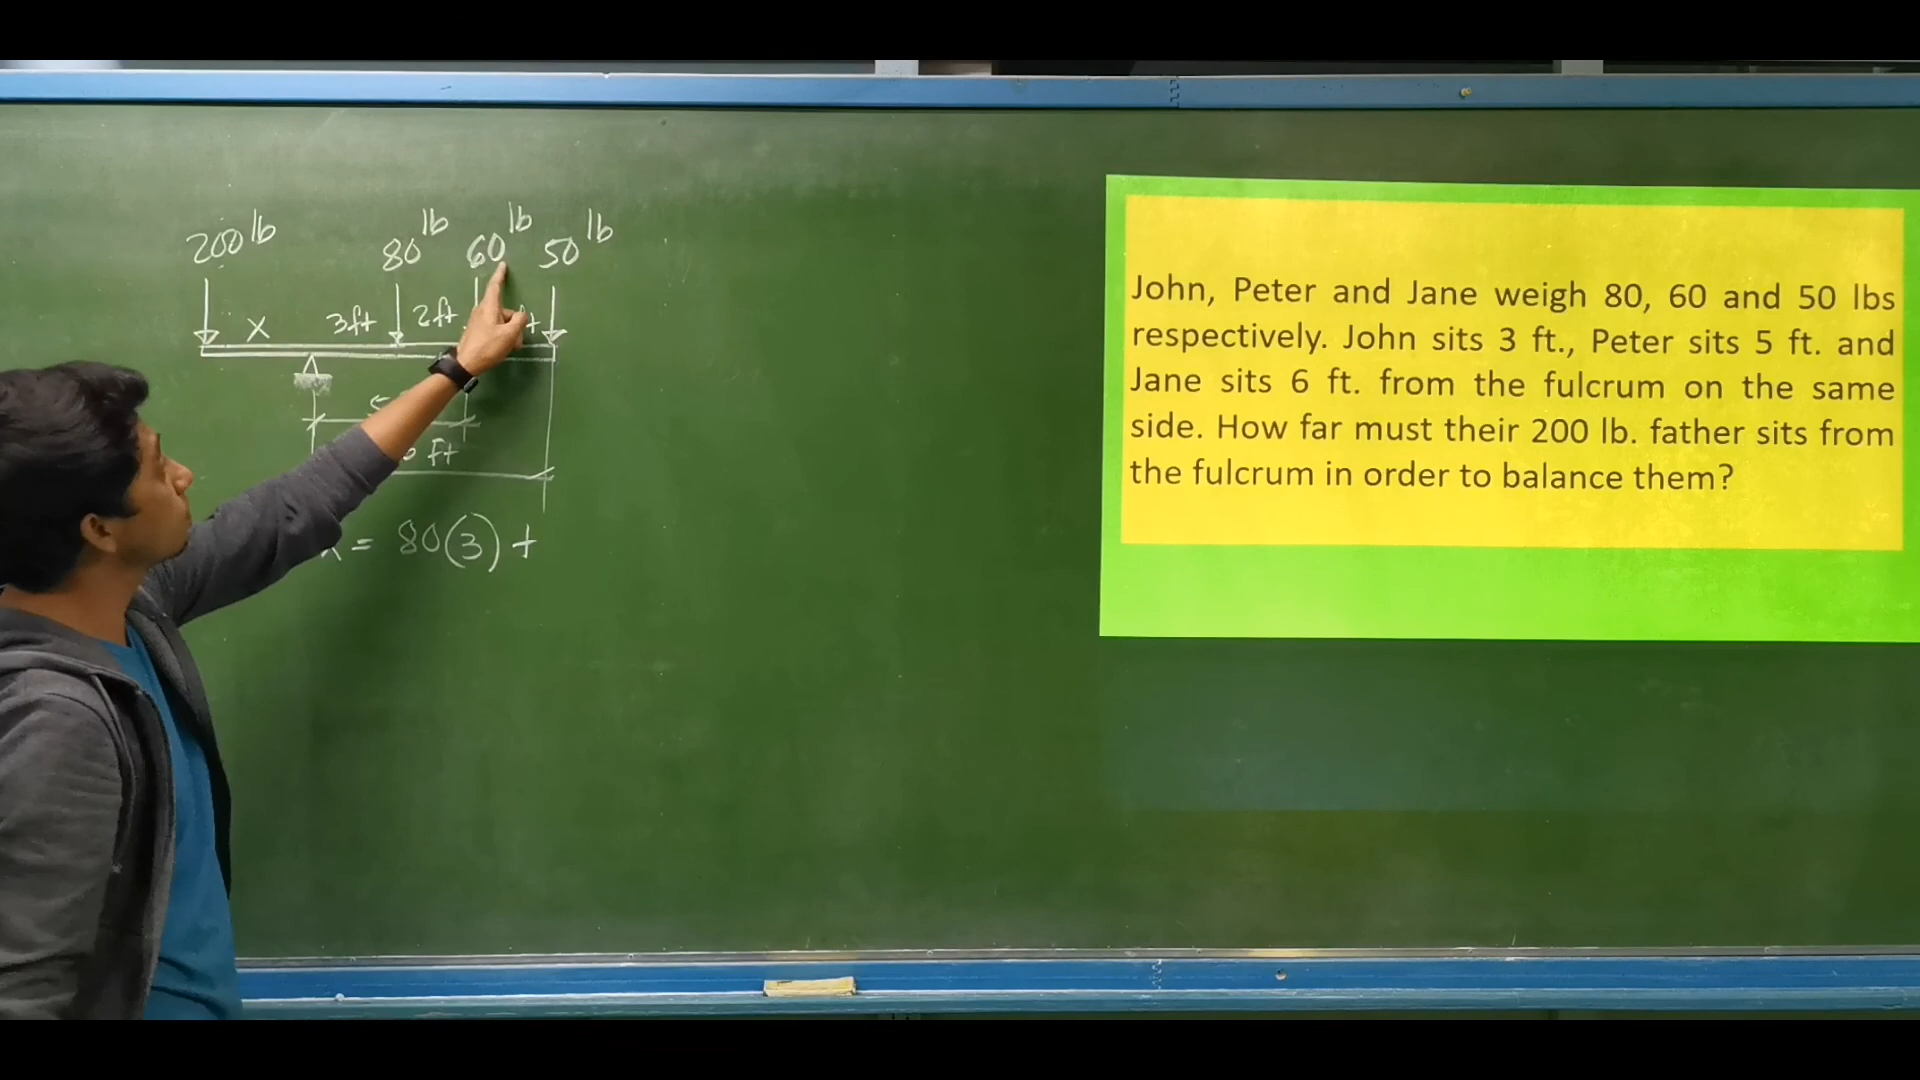 200 lb 80 lb 60 lb 50 lb
x 3ft 2ft
ft
x = 80(3) +
John, Peter and Jane weigh 80, 60 and 50 lbs
respectively. John sits 3 ft., Peter sits 5 ft. and
Jane sits 6 ft. from the fulcrum on the same
side. How far must their 200 lb. father sits from
the fulcrum in order to balance them?